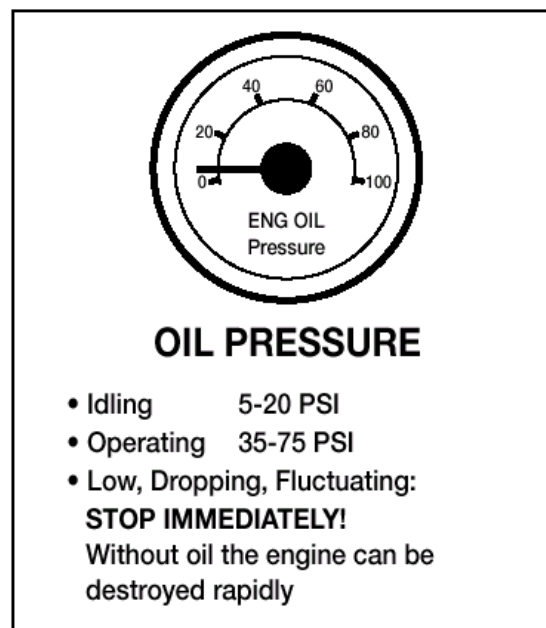 40 60
20 80
0 100
ENG OIL
Pressure
OIL PRESSURE
• Idling 5-20 PSI
• Operating 35-75 PSI
• Low, Dropping, Fluctuating:
STOP IMMEDIATELY!
Without oil the engine can be
destroyed rapidly